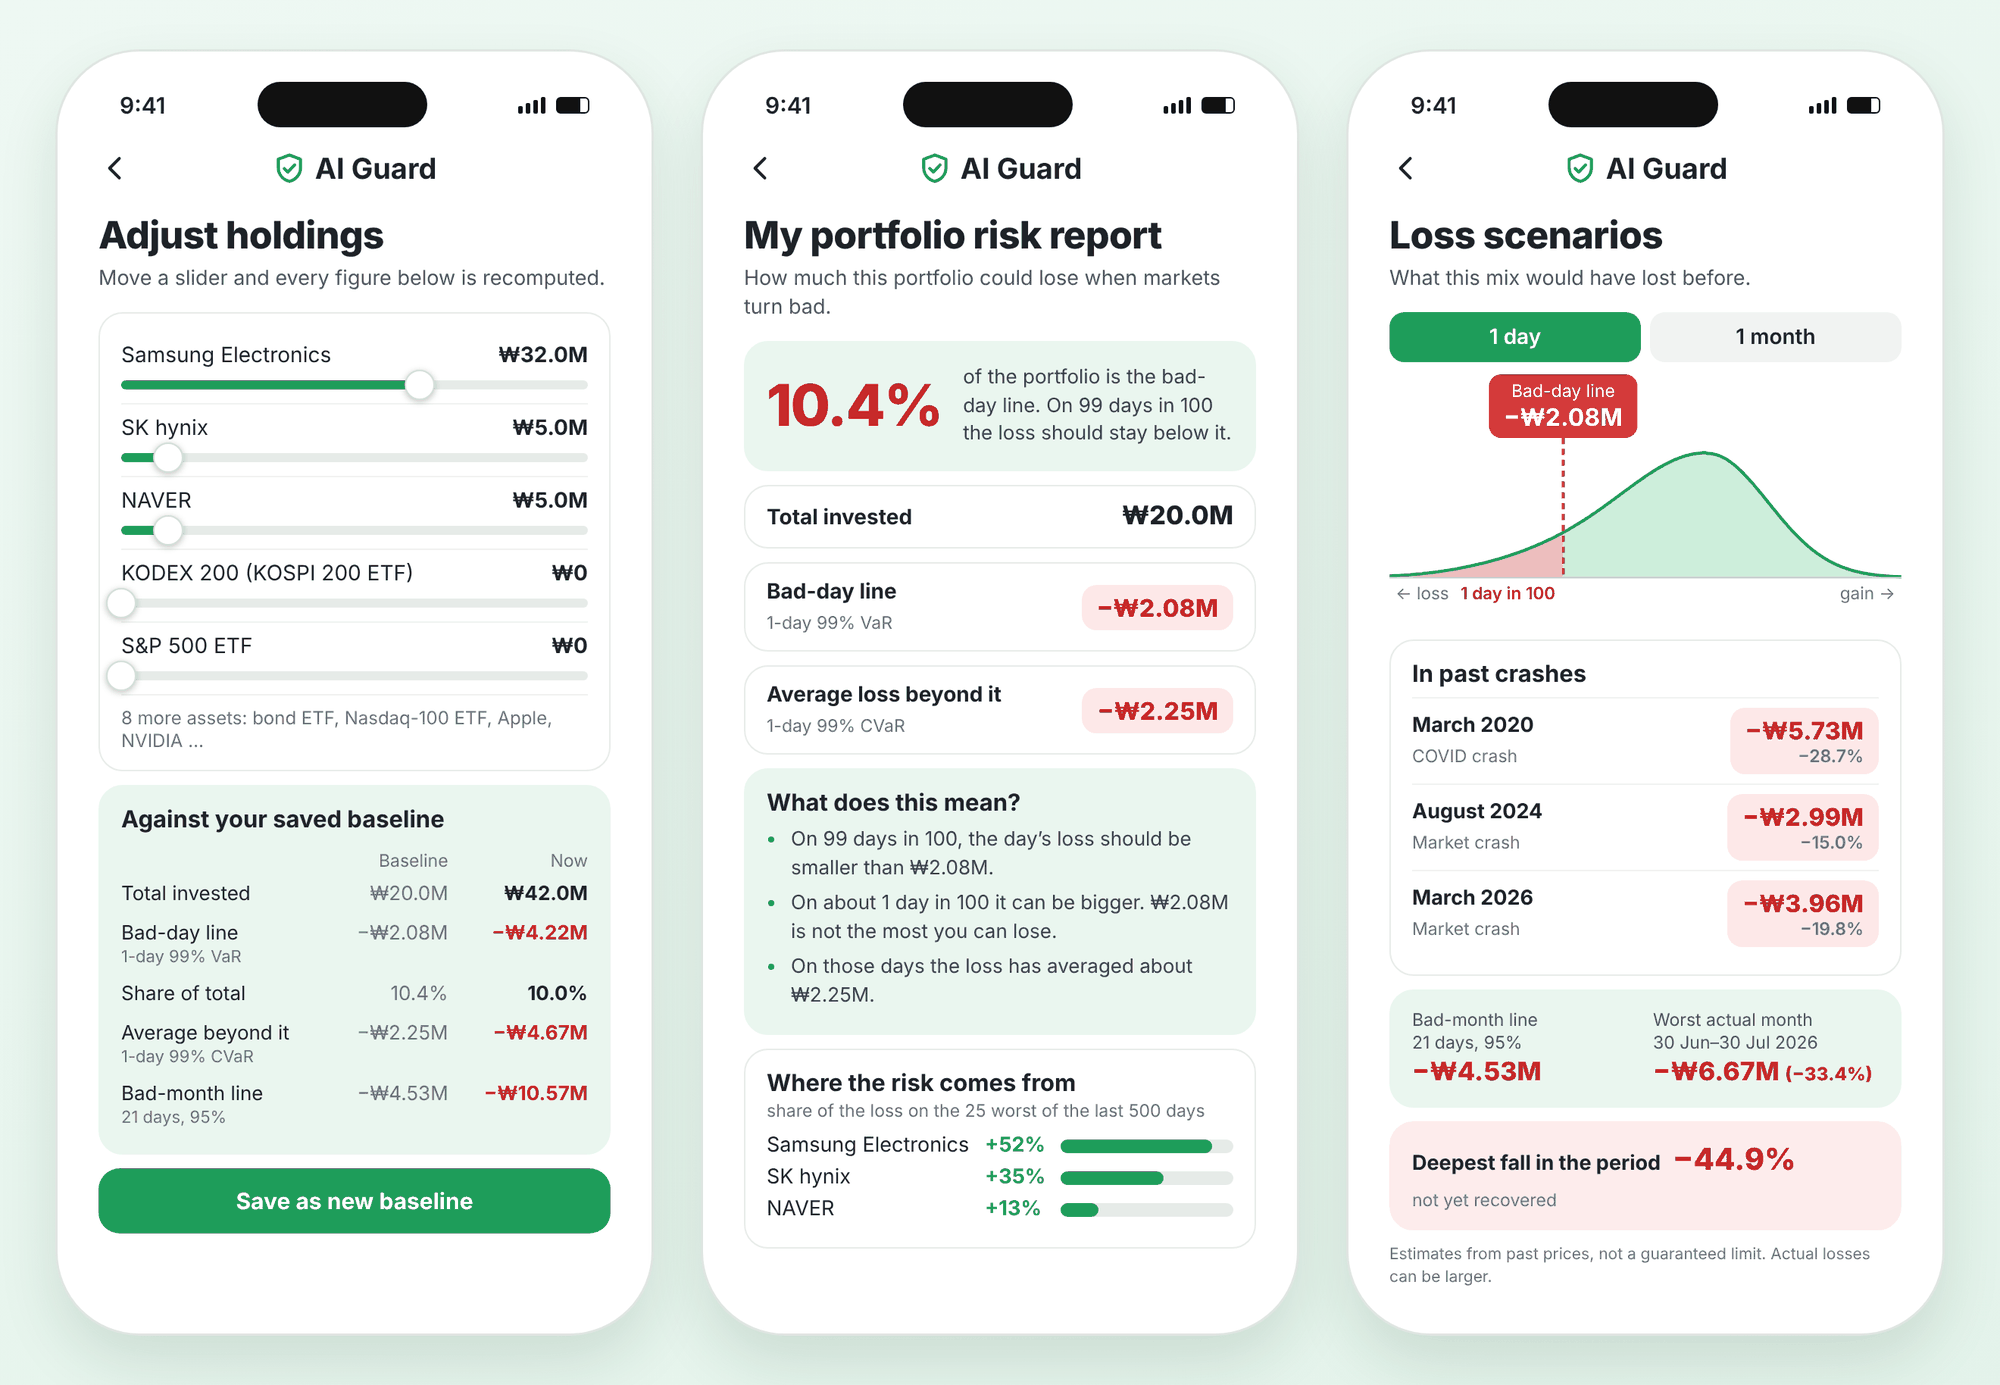 9:41
AI Guard
Adjust holdings
Move a slider and every figure below is recomputed.
Samsung Electronics ₩32.0M
SK hynix ₩5.0M
NAVER ₩5.0M
KODEX 200 (KOSPI 200 ETF) ₩0
S&P 500 ETF ₩0
8 more assets: bond ETF, Nasdaq-100 ETF, Apple,
NVIDIA ...
Against your saved baseline
Baseline Now
Total invested ₩20.0M ₩42.0M
Bad-day line −₩2.08M −₩4.22M
1-day 99% VaR
Share of total 10.4% 10.0%
Average beyond it −₩2.25M −₩4.67M
1-day 99% CVaR
Bad-month line −₩4.53M −₩10.57M
21 days, 95%
Save as new baseline
9:41
AI Guard
My portfolio risk report
How much this portfolio could lose when markets
turn bad.
10.4%
of the portfolio is the bad-
day line. On 99 days in 100
the loss should stay below it.
Total invested ₩20.0M
Bad-day line
1-day 99% VaR
−₩2.08M
Average loss beyond it
1-day 99% CVaR
−₩2.25M
What does this mean?
• On 99 days in 100, the day’s loss should be
smaller than ₩2.08M.
• On about 1 day in 100 it can be bigger. ₩2.08M
is not the most you can lose.
• On those days the loss has averaged about
₩2.25M.
Where the risk comes from
share of the loss on the 25 worst of the last 500 days
Samsung Electronics +52%
SK hynix +35%
NAVER +13%
9:41
AI Guard
Loss scenarios
What this mix would have lost before.
1 day 1 month
Bad-day line
−₩2.08M
← loss 1 day in 100 gain →
In past crashes
March 2020 −₩5.73M
COVID crash −28.7%
August 2024 −₩2.99M
Market crash −15.0%
March 2026 −₩3.96M
Market crash −19.8%
Bad-month line
21 days, 95%
−₩4.53M
Worst actual month
30 Jun–30 Jul 2026
−₩6.67M (−33.4%)
Deepest fall in the period −44.9%
not yet recovered
Estimates from past prices, not a guaranteed limit. Actual losses
can be larger.